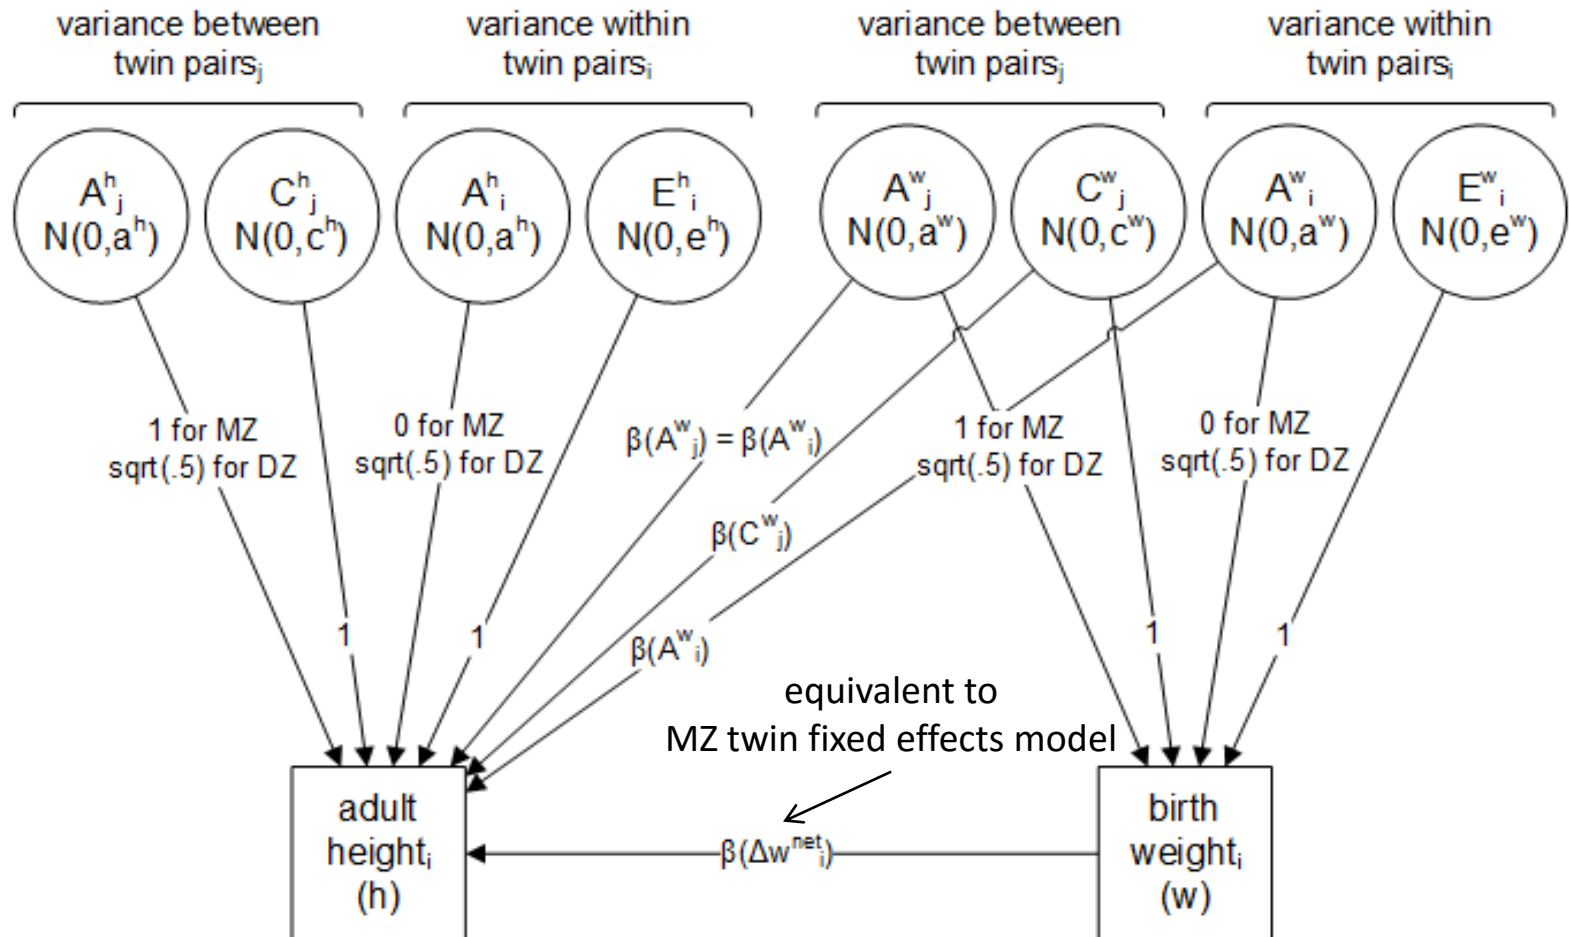 variance between
twin pairsⱼ
variance within
twin pairsᵢ
variance between
twin pairsⱼ
variance within
twin pairsᵢ
Aʰⱼ
N(0,aʰ)
Cʰⱼ
N(0,cʰ)
Aʰᵢ
N(0,aʰ)
Eʰᵢ
N(0,eʰ)
Aʷⱼ
N(0,aʷ)
Cʷⱼ
N(0,cʷ)
Aʷᵢ
N(0,aʷ)
Eʷᵢ
N(0,eʷ)
1 for MZ
sqrt(.5) for DZ
0 for MZ
sqrt(.5) for DZ
β(Aʷⱼ) = β(Aʷᵢ)
1 for MZ
sqrt(.5) for DZ
0 for MZ
sqrt(.5) for DZ
β(Cʷⱼ)
1
1
β(Aʷᵢ)
1
1
equivalent to
MZ twin fixed effects model
adult
heightᵢ
(h)
β(Δwⁿᵉᵗᵢ)
birth
weightᵢ
(w)